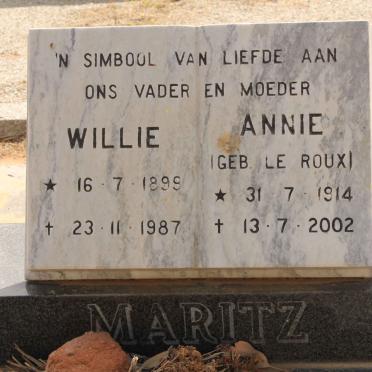 'N SIMBOOL VAN LIEFDE AAN
ONS VADER EN MOEDER
WILLIE
★ 16·7·1899
✝ 23·11·1987
ANNIE
(GEB. LE ROUX)
★ 31·7·1914
✝ 13·7·2002
MARITZ